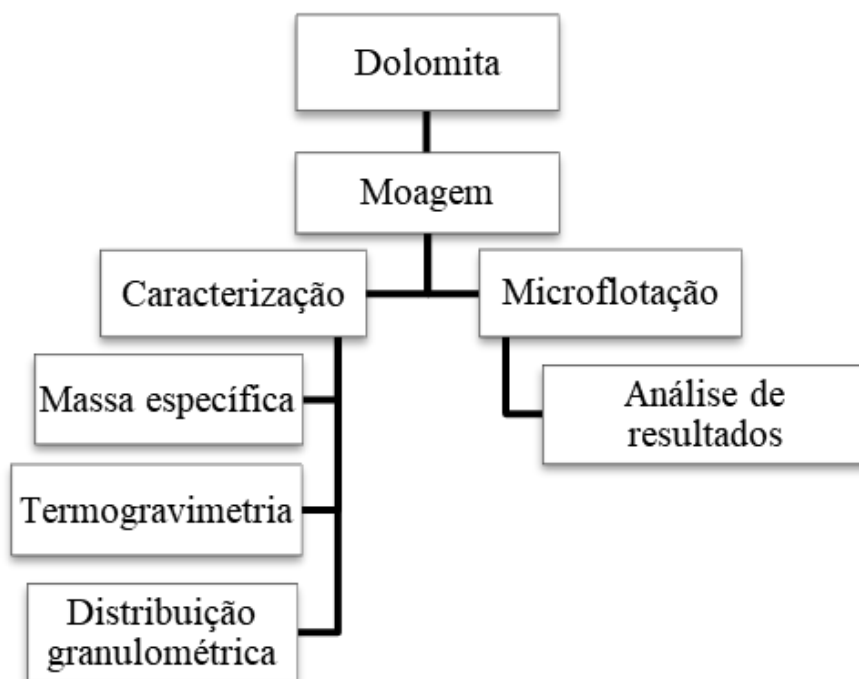 Dolomita
Moagem
Caracterização
Microflotação
Massa específica
Análise de
resultados
Termogravimetria
Distribuição
granulométrica